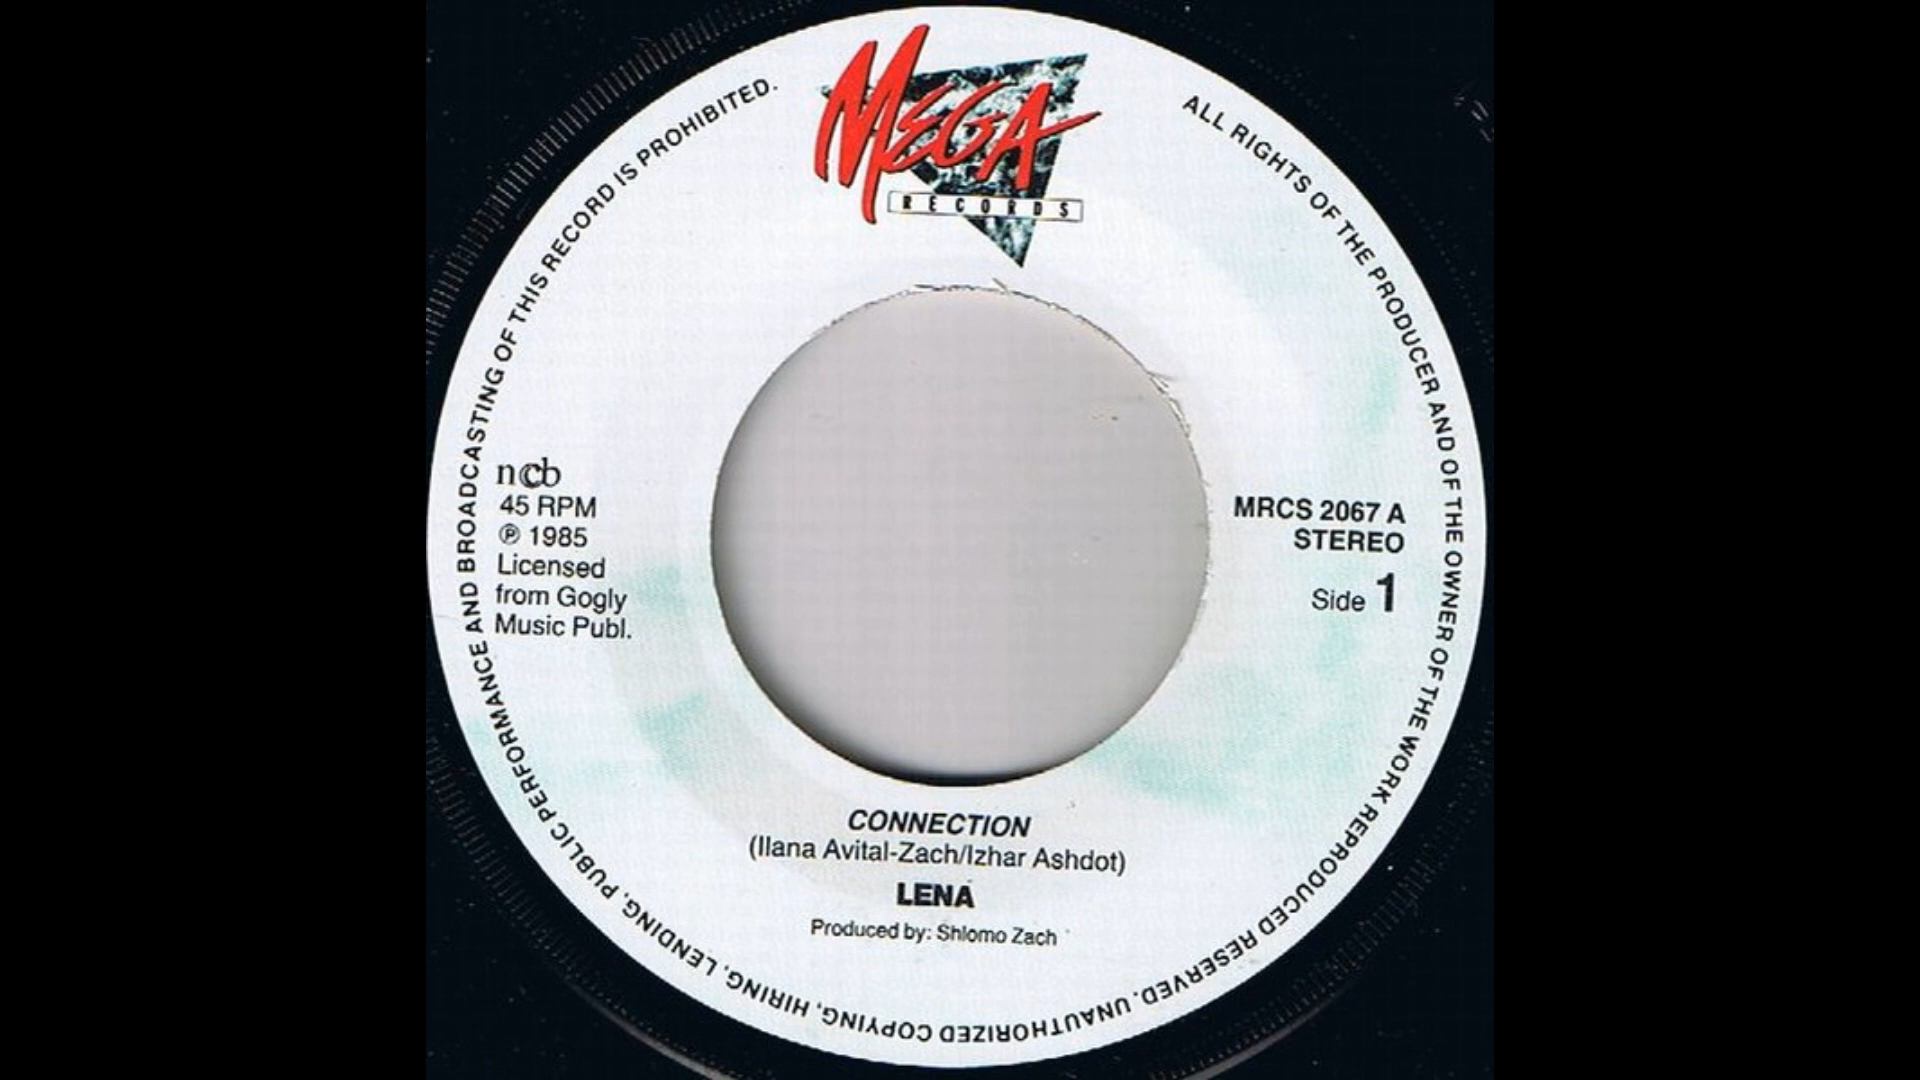 MEGA
RECORDS
ALL RIGHTS OF THE PRODUCER AND OF THE OWNER OF THE WORK REPRODUCED RESERVED. UNAUTHORIZED COPYING, HIRING, LENDING, PUBLIC PERFORMANCE AND BROADCASTING OF THIS RECORD IS PROHIBITED.
ncb
45 RPM
℗ 1985
Licensed
from Gogly
Music Publ.
MRCS 2067 A
STEREO
Side 1
CONNECTION
(Ilana Avital-Zach/Izhar Ashdot)
LENA
Produced by: Shlomo Zach